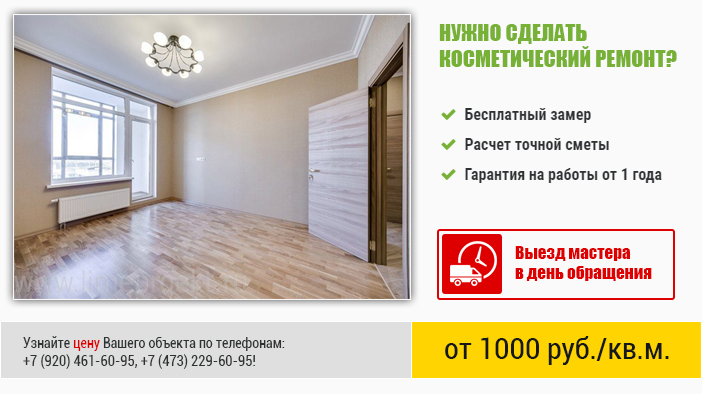 НУЖНО СДЕЛАТЬ
КОСМЕТИЧЕСКИЙ РЕМОНТ?
Бесплатный замер
Расчет точной сметы
Гарантия на работы от 1 года
Выезд мастера
в день обращения
Узнайте цену Вашего объекта по телефонам:
+7 (920) 461-60-95, +7 (473) 229-60-95!
от 1000 руб./кв.м.